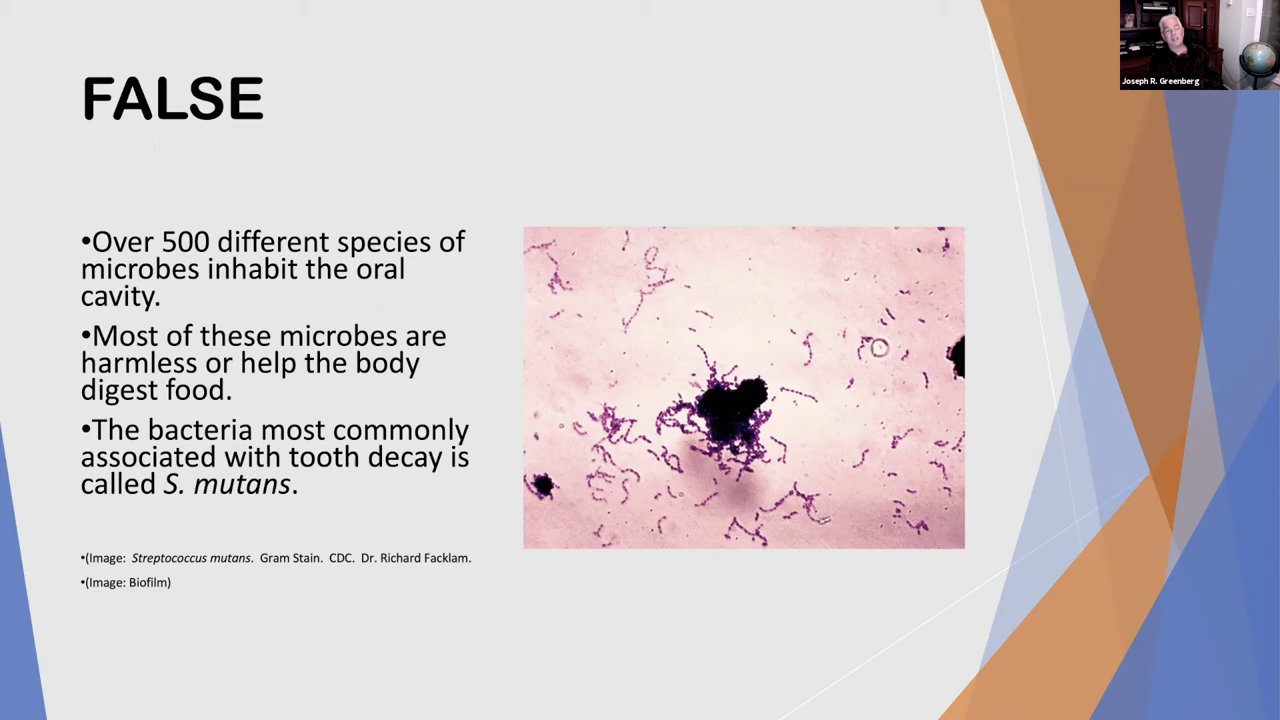 Joseph R. Greenberg
FALSE
•Over 500 different species of
microbes inhabit the oral
cavity.
•Most of these microbes are
harmless or help the body
digest food.
•The bacteria most commonly
associated with tooth decay is
called S. mutans.
•(Image: Streptococcus mutans. Gram Stain. CDC. Dr. Richard Facklam.
•(Image: Biofilm)